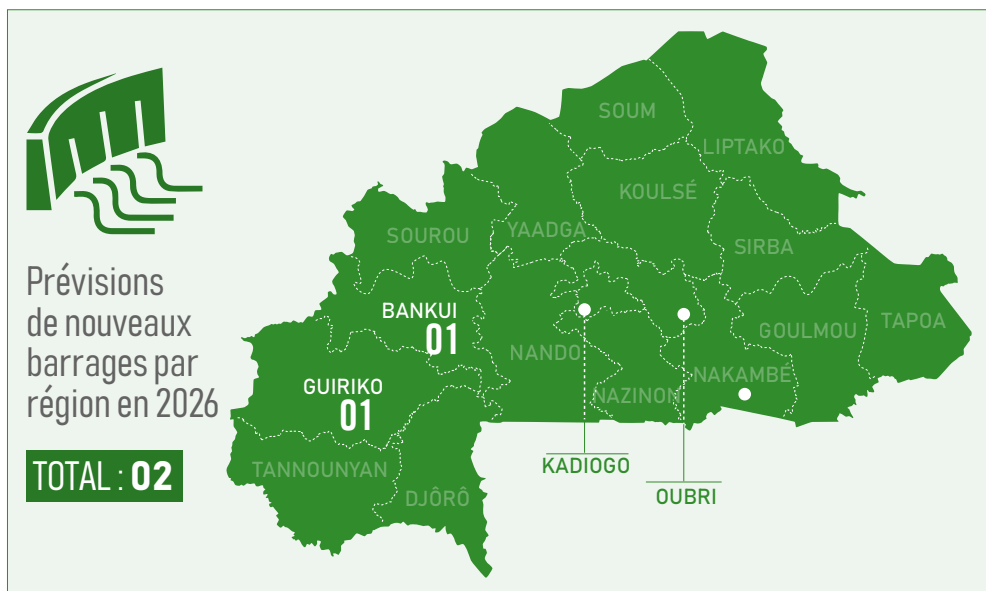 Prévisions
de nouveaux
barrages par
région en 2026
TOTAL : 02
SOUM
LIPTAKO
KOULSÉ
YAADGA
SOUROU
SIRBA
BANKUI
01
TAPOA
GOULMOU
NANDO
NAKAMBÉ
GUIRIKO
01
NAZINON
TANNOUNYAN
DJÔRÔ
KADIOGO
OUBRI